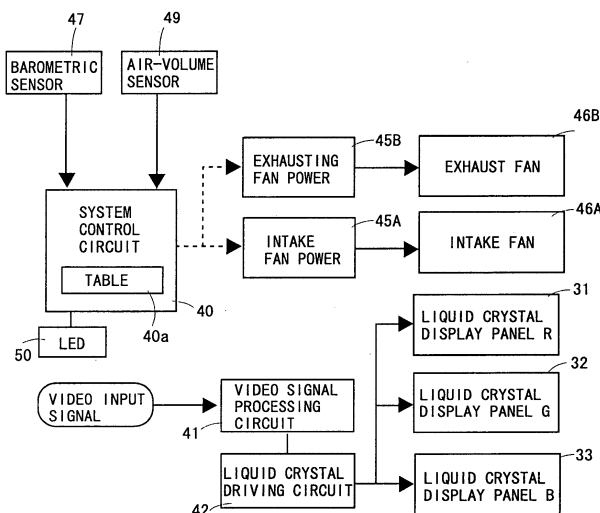 47
BAROMETRIC
SENSOR
49
AIR-VOLUME
SENSOR
45B
EXHAUSTING
FAN POWER
46B
EXHAUST FAN
SYSTEM
CONTROL
CIRCUIT
TABLE
40
40a
45A
INTAKE
FAN POWER
46A
INTAKE FAN
50
LED
31
LIQUID CRYSTAL
DISPLAY PANEL R
VIDEO INPUT
SIGNAL
VIDEO SIGNAL
PROCESSING
CIRCUIT
41
32
LIQUID CRYSTAL
DISPLAY PANEL G
LIQUID CRYSTAL
DRIVING CIRCUIT
42
33
LIQUID CRYSTAL
DISPLAY PANEL B